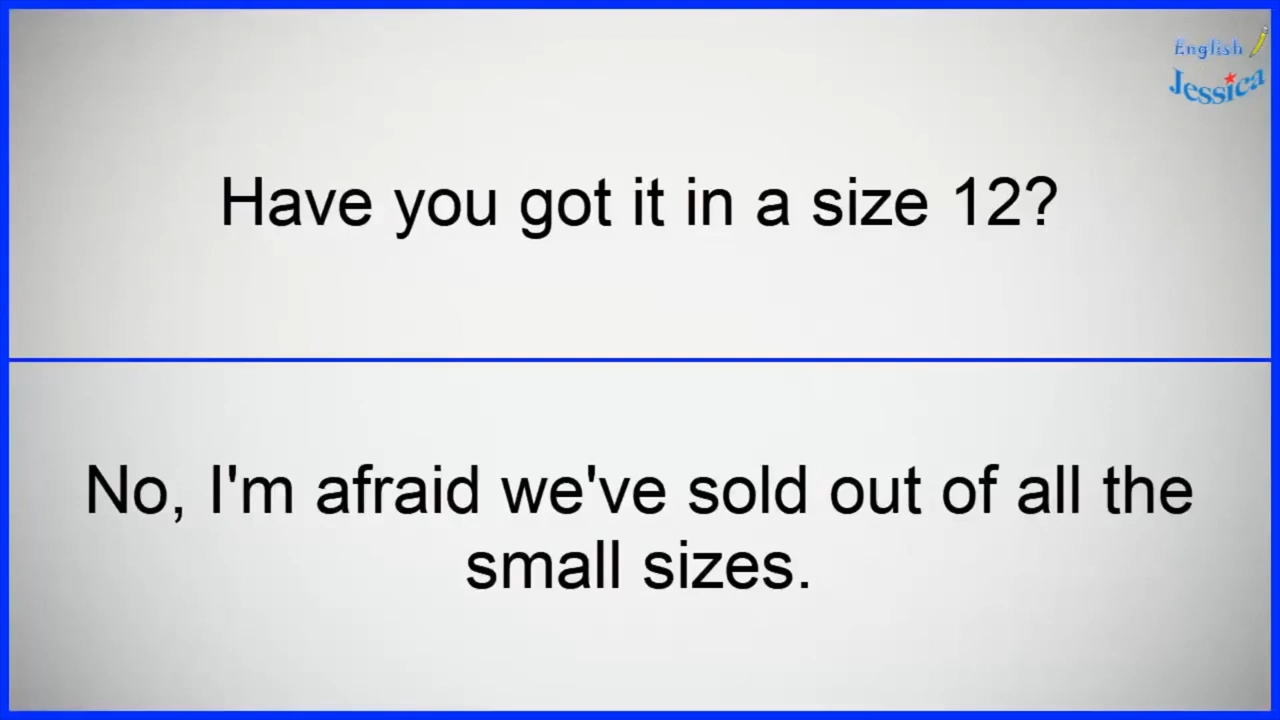 English
Jessica
Have you got it in a size 12?
No, I'm afraid we've sold out of all the
small sizes.